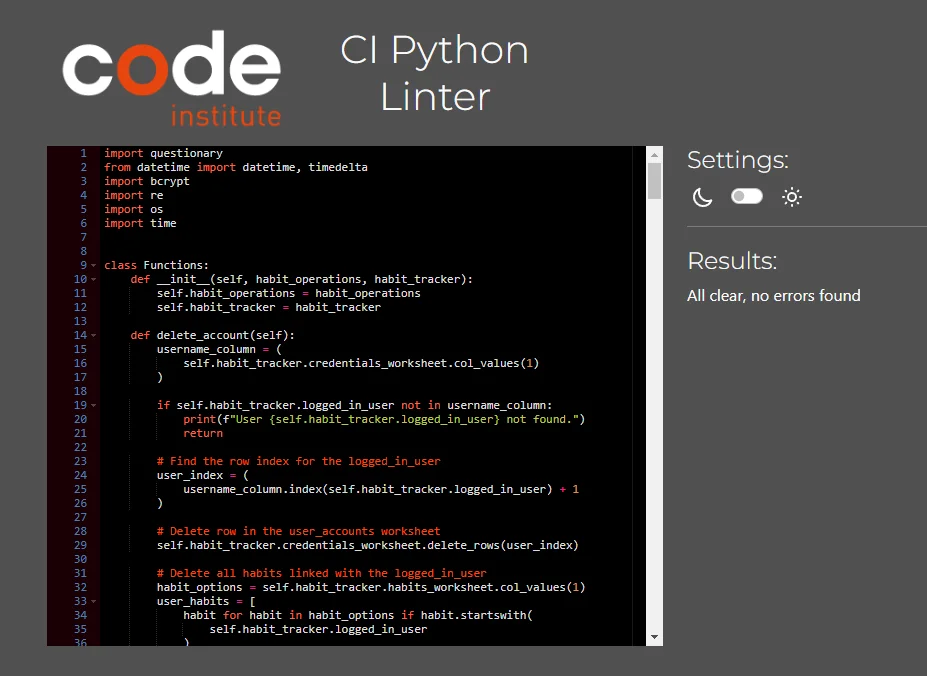 code
institute
CI Python
Linter
1 import questionary
2 from datetime import datetime, timedelta
3 import bcrypt
4 import re
5 import os
6 import time
7
8
9 class Functions:
10 def __init__(self, habit_operations, habit_tracker):
11 self.habit_operations = habit_operations
12 self.habit_tracker = habit_tracker
13
14 def delete_account(self):
15 username_column = (
16 self.habit_tracker.credentials_worksheet.col_values(1)
17 )
18
19 if self.habit_tracker.logged_in_user not in username_column:
20 print(f"User {self.habit_tracker.logged_in_user} not found.")
21 return
22
23 # Find the row index for the logged_in_user
24 user_index = (
25 username_column.index(self.habit_tracker.logged_in_user) + 1
26 )
27
28 # Delete row in the user_accounts worksheet
29 self.habit_tracker.credentials_worksheet.delete_rows(user_index)
30
31 # Delete all habits linked with the logged_in_user
32 habit_options = self.habit_tracker.habits_worksheet.col_values(1)
33 user_habits = [
34 habit for habit in habit_options if habit.startswith(
35 self.habit_tracker.logged_in_user
36 )
Settings:
Results:
All clear, no errors found